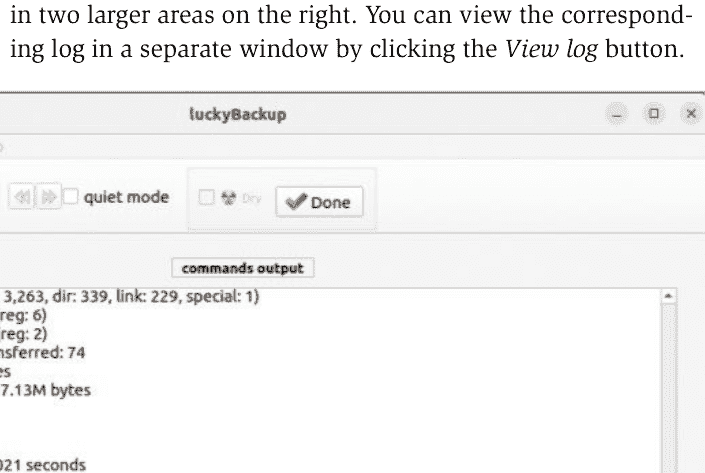 in two larger areas on the right. You can view the correspond-
ing log in a separate window by clicking the View log button.
luckyBackup
quiet mode
Dry
Done
commands output
3,263, dir: 339, link: 229, special: 1)
reg: 6)
reg: 2)
nsferred: 74
es
7.13M bytes
021 seconds